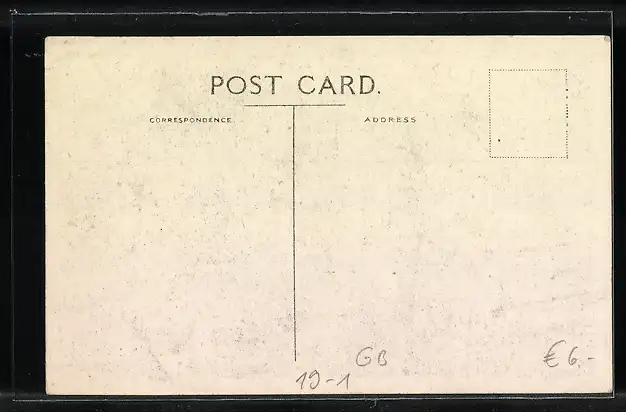 POST CARD.
CORRESPONDENCE.
ADDRESS
GB
€ 6.-
19-1